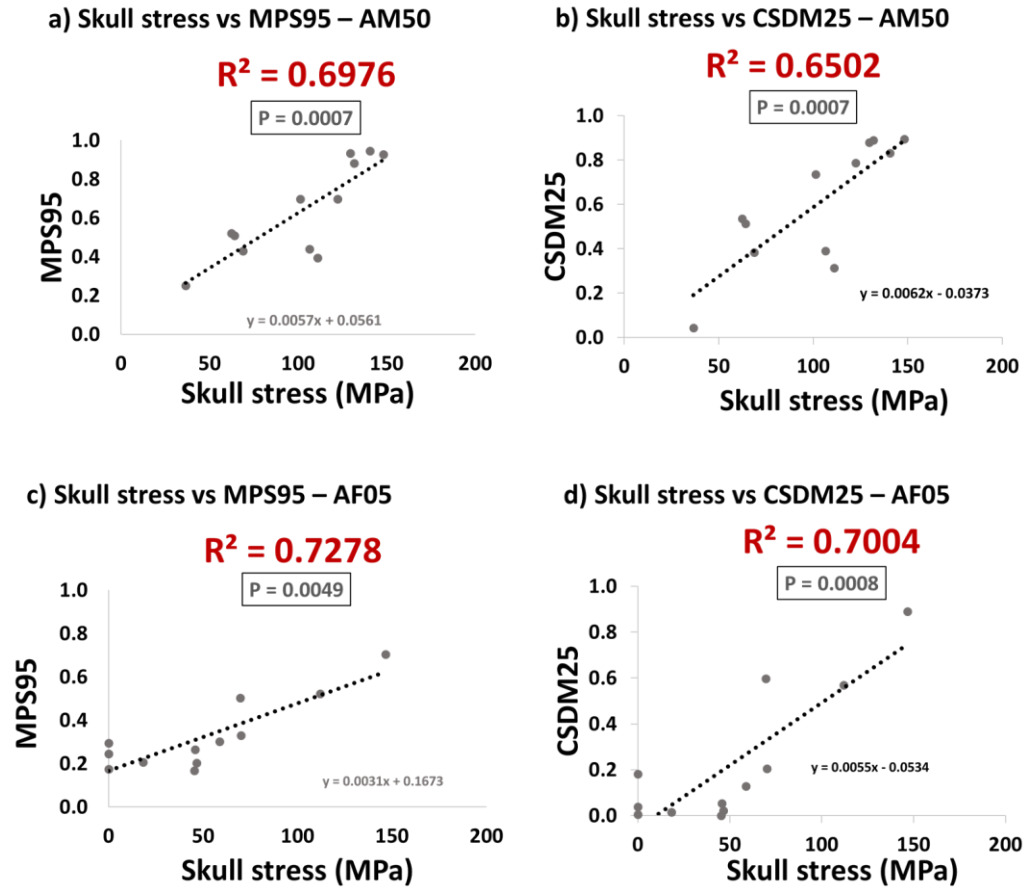 a) Skull stress vs MPS95 – AM50
R² = 0.6976
P = 0.0007
MPS95
1.0
0.8
0.6
0.4
0.2
0.0
y = 0.0057x + 0.0561
0 50 100 150 200
Skull stress (MPa)
b) Skull stress vs CSDM25 – AM50
R² = 0.6502
P = 0.0007
CSDM25
1.0
0.8
0.6
0.4
0.2
0.0
y = 0.0062x - 0.0373
0 50 100 150 200
Skull stress (MPa)
c) Skull stress vs MPS95 – AF05
R² = 0.7278
P = 0.0049
MPS95
1.0
0.8
0.6
0.4
0.2
0.0
y = 0.0031x + 0.1673
0 50 100 150 200
Skull stress (MPa)
d) Skull stress vs CSDM25 – AF05
R² = 0.7004
P = 0.0008
CSDM25
1.0
0.8
0.6
0.4
0.2
0.0
y = 0.0055x - 0.0534
0 50 100 150 200
Skull stress (MPa)